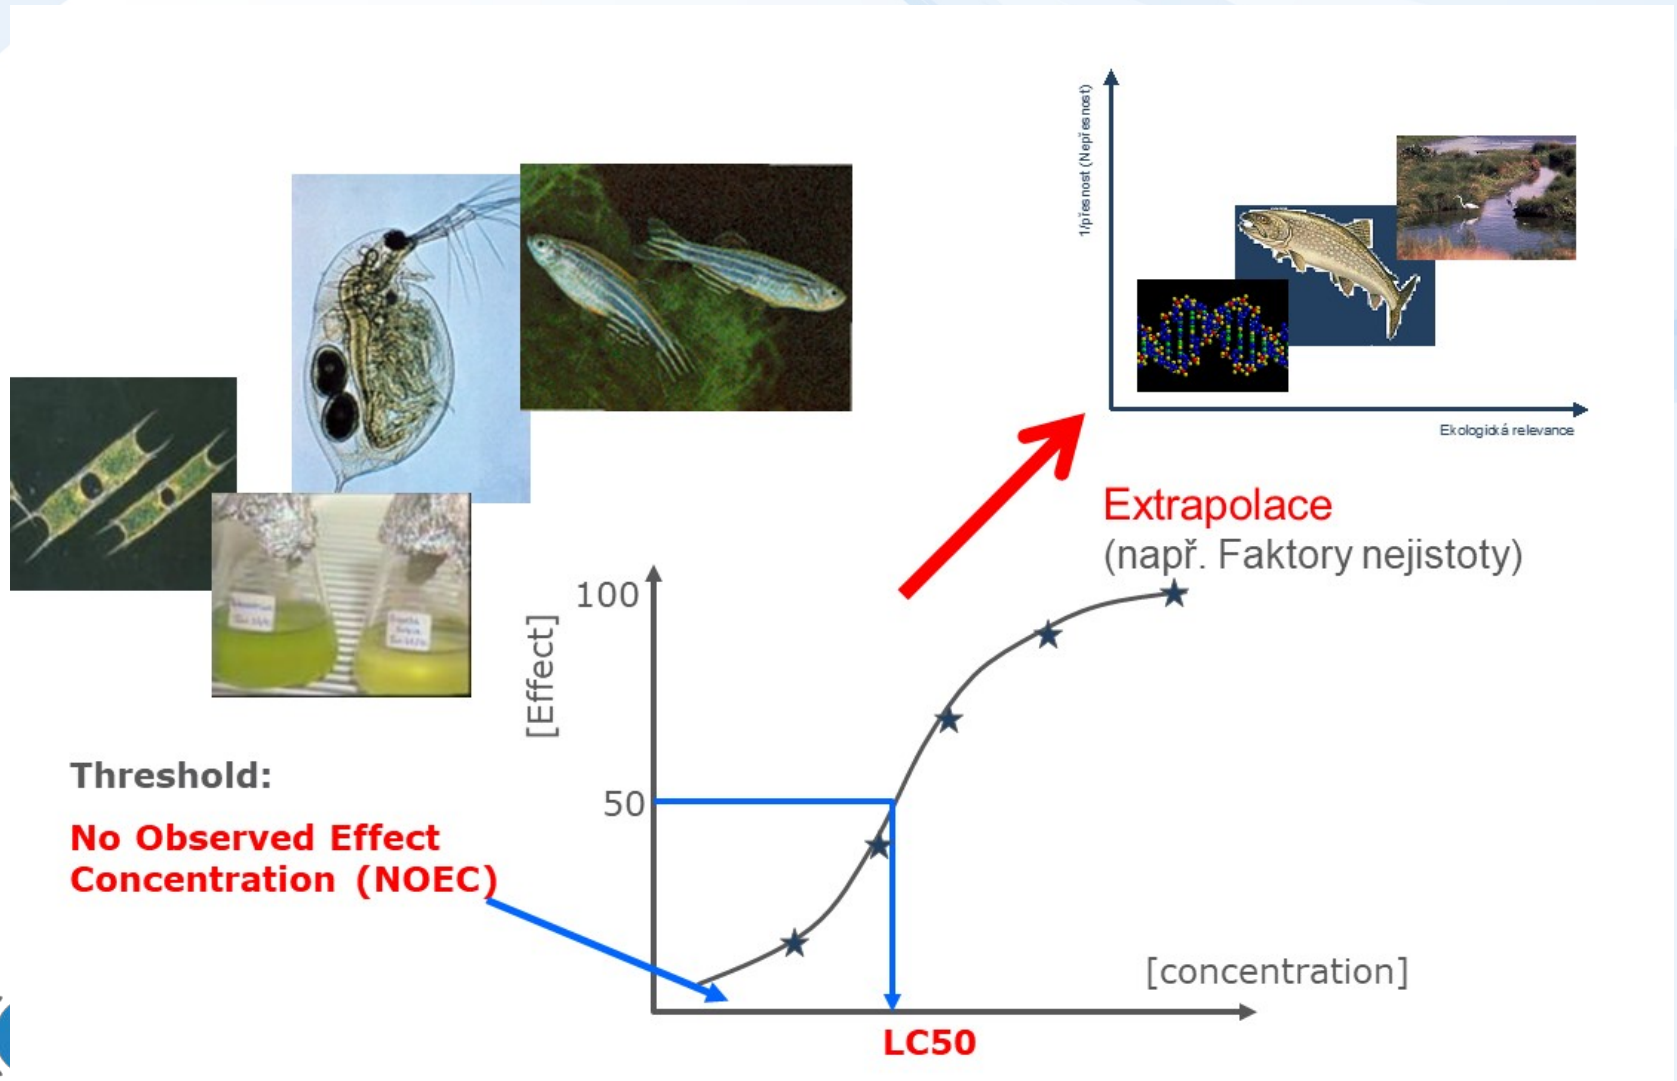 1/přesnost (Nepřesnost)
Ekologická relevance
Extrapolace
(např. Faktory nejistoty)
100
[Effect]
50
Threshold:
No Observed Effect
Concentration (NOEC)
[concentration]
LC50